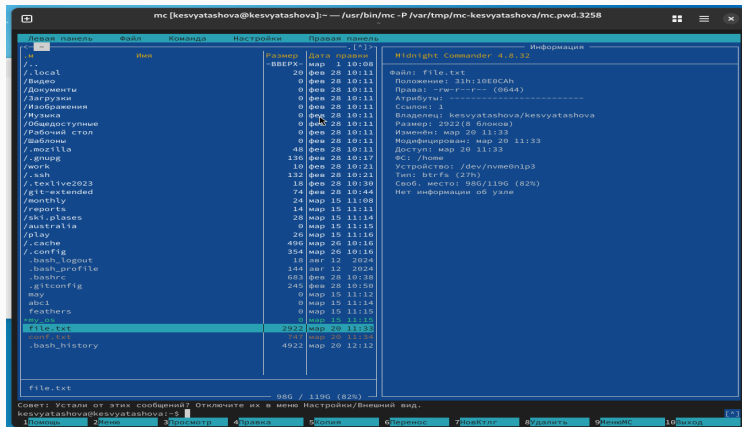 mc [kesvyatashova@kesvyatashova]:~ — /usr/bin/mc -P /var/tmp/mc-kesvyatashova/mc.pwd.3258
Левая панель Файл Команда Настройки Правая панель
<─ ~ .[^]>
.и Имя Размер Дата правки
/.. -ВВЕРХ- мар 1 10:08
/.local 20 фев 28 10:11
/Видео 0 фев 28 10:11
/Документы 0 фев 28 10:11
/Загрузки 0 фев 28 10:11
/Изображения 0 фев 28 10:11
/Музыка 0 фев 28 10:11
/Общедоступные 0 фев 28 10:11
/Рабочий стол 0 фев 28 10:11
/Шаблоны 0 фев 28 10:11
/.mozilla 48 фев 28 10:11
/.gnupg 136 фев 28 10:17
/work 10 фев 28 10:21
/.ssh 132 фев 28 10:21
/.texlive2023 18 фев 28 10:30
/git-extended 74 фев 28 10:44
/monthly 24 мар 15 11:08
/reports 14 мар 15 11:11
/ski.plases 28 мар 15 11:14
/australia 0 мар 15 11:15
/play 26 мар 15 11:16
/.cache 496 мар 26 10:16
/.config 354 мар 26 10:16
.bash_logout 18 авг 12 2024
.bash_profile 144 авг 12 2024
.bashrc 683 фев 28 10:38
.gitconfig 245 фев 28 10:50
may 0 мар 15 11:12
abc1 0 мар 15 11:14
feathers 0 мар 15 11:15
*my_os 0 мар 15 11:15
file.txt 2922 мар 20 11:33
conf.txt 747 мар 20 11:34
.bash_history 4922 мар 20 12:12
file.txt
98G / 119G (82%)
Информация
Midnight Commander 4.8.32
Файл: file.txt
Положение: 31h:10E0CAh
Права: -rw-r--r-- (0644)
Атрибуты: ----------------------
Ссылок: 1
Владелец: kesvyatashova/kesvyatashova
Размер: 2922(8 блоков)
Изменён: мар 20 11:33
Модифицирован: мар 20 11:33
Доступ: мар 20 11:33
ФС: /home
Устройство: /dev/nvme0n1p3
Тип: btrfs (27h)
Своб. место: 98G/119G (82%)
Нет информации об узле
Совет: Устали от этих сообщений? Отключите их в меню Настройки/Внешний вид.
kesvyatashova@kesvyatashova:~$ [^]
1Помощь 2Меню 3Просмотр 4Правка 5Копия 6Перенос 7НовКтлг 8Удалить 9МенюMC 10Выход